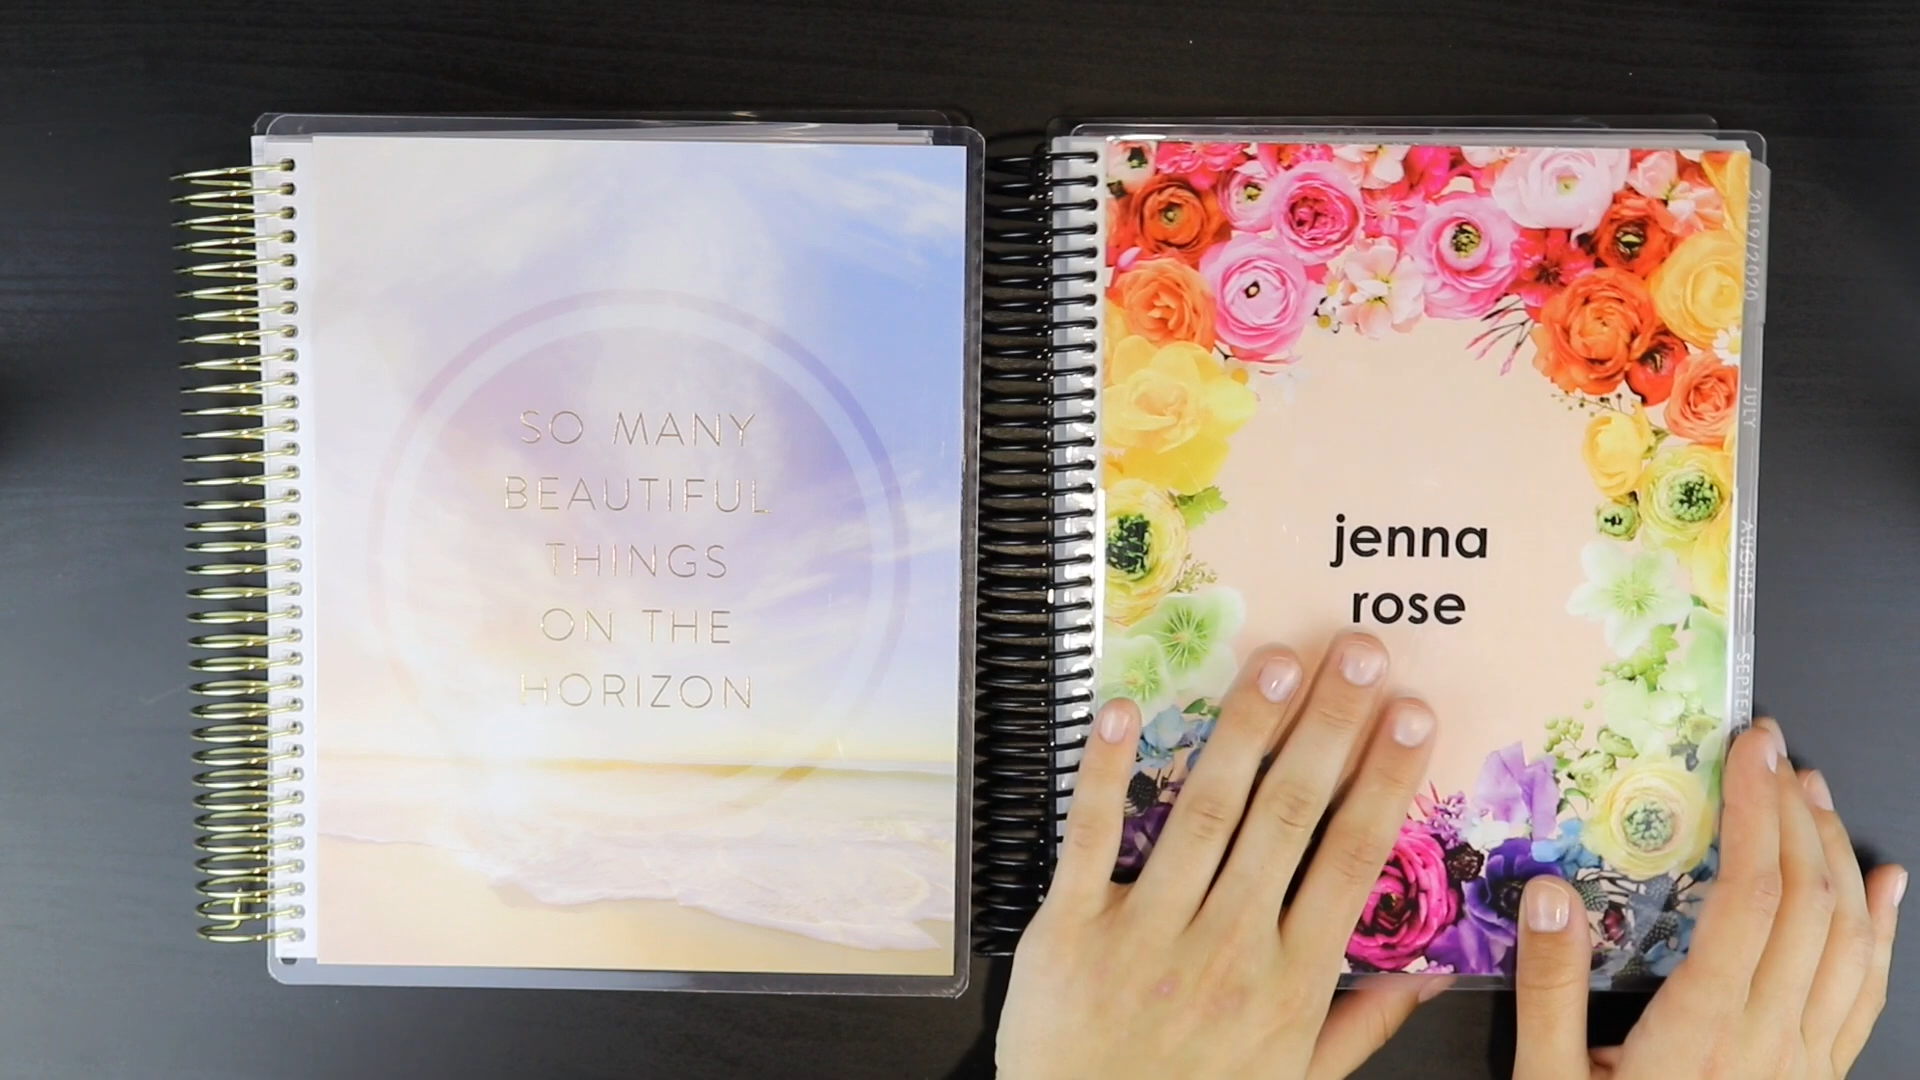 SO MANY
BEAUTIFUL
THINGS
ON THE
HORIZON
jenna
rose
2019/2020
JULY
AUGUST